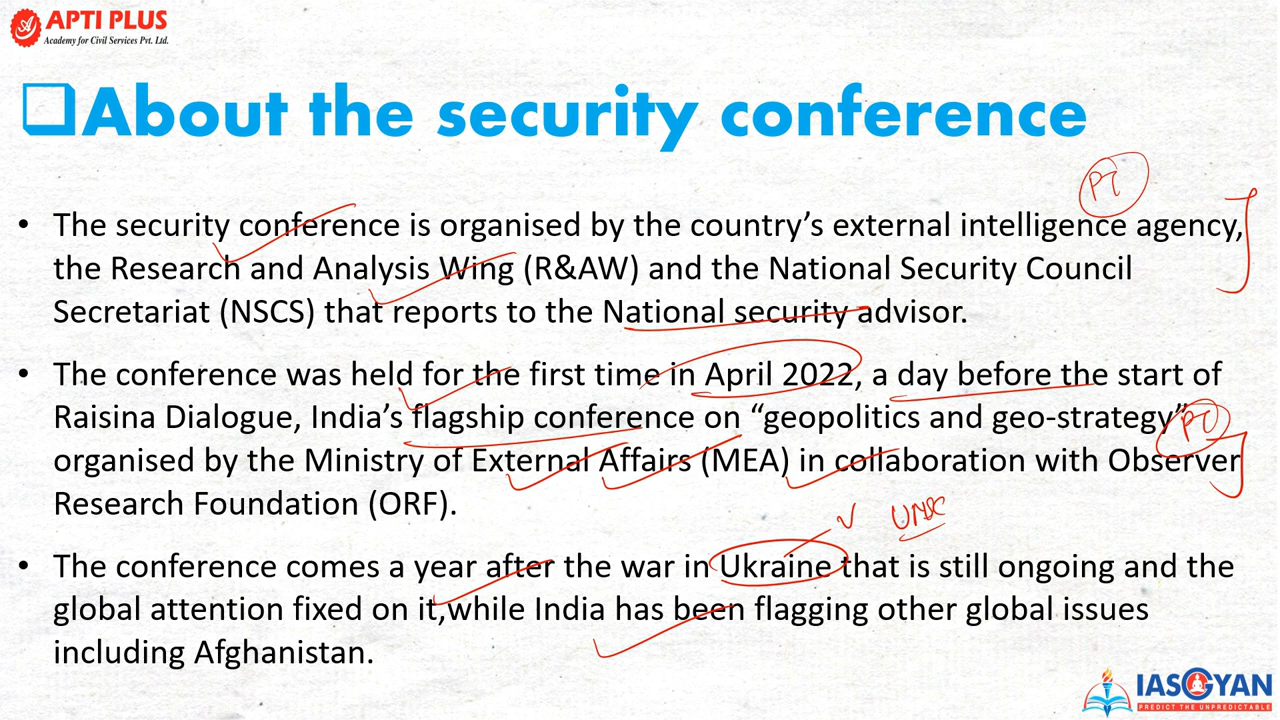 APTI PLUS
Academy for Civil Services Pvt. Ltd.
About the security conference
PT
• The security conference is organised by the country’s external intelligence agency,
the Research and Analysis Wing (R&AW) and the National Security Council
Secretariat (NSCS) that reports to the National security advisor.
• The conference was held for the first time in April 2022, a day before the start of
Raisina Dialogue, India’s flagship conference on “geopolitics and geo-strategy”
PT
organised by the Ministry of External Affairs (MEA) in collaboration with Observer
Research Foundation (ORF).
UNSC
• The conference comes a year after the war in Ukraine that is still ongoing and the
global attention fixed on it,while India has been flagging other global issues
including Afghanistan.
IASGYAN
PREDICT THE UNPREDICTABLE